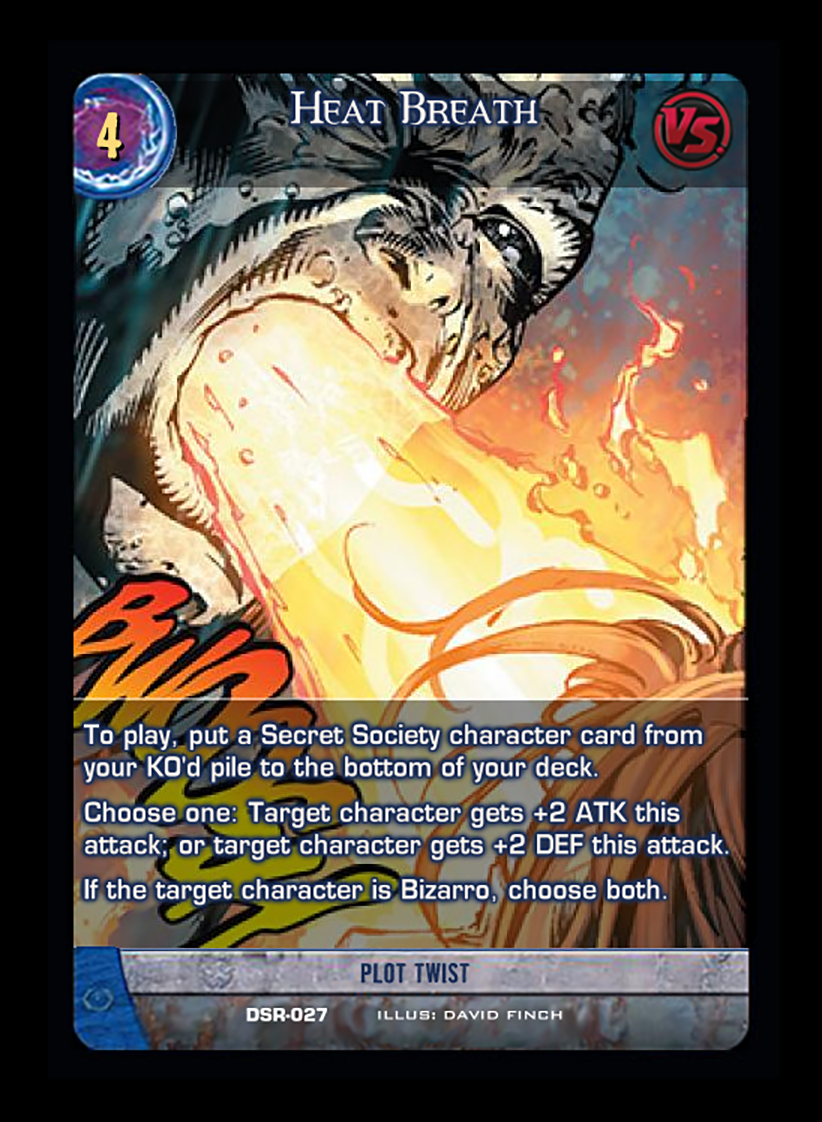 4
HEAT BREATH
VS.
To play, put a Secret Society character card from
your KO'd pile to the bottom of your deck.
Choose one: Target character gets +2 ATK this
attack; or target character gets +2 DEF this attack.
If the target character is Bizarro, choose both.
PLOT TWIST
DSR-027 ILLUS: DAVID FINCH